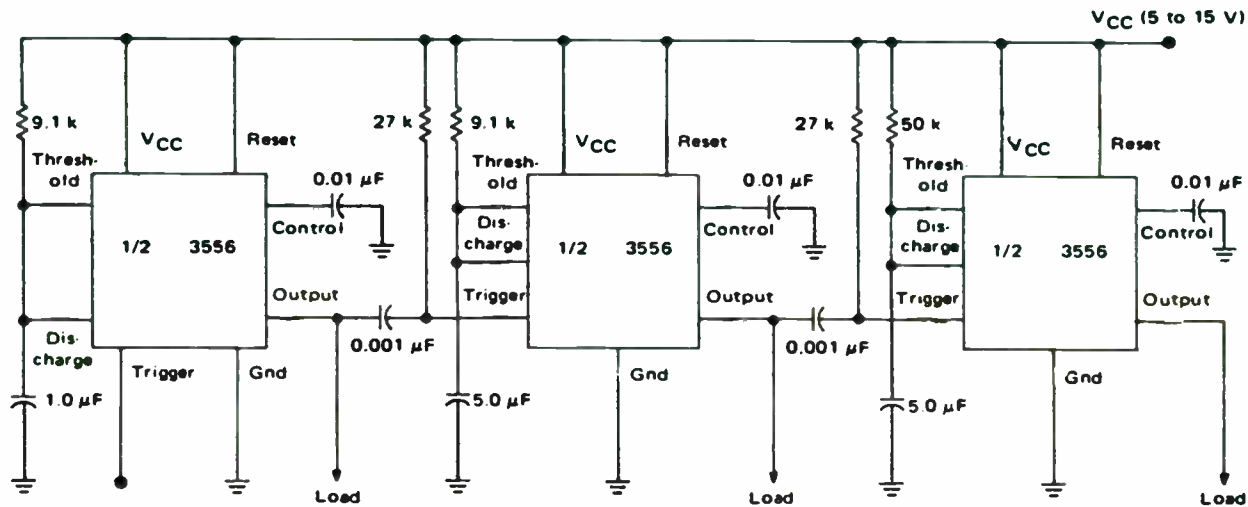 VCC (5 to 15 V)
9.1 k
27 k
9.1 k
27 k
50 k
VCC
Reset
VCC
Reset
VCC
Reset
Thresh-
old
0.01 µF
Thresh-
old
0.01 µF
Thresh-
old
0.01 µF
Control
Dis-
charge
Control
Dis-
charge
Control
1/2 3556
1/2 3556
1/2 3556
Output
Trigger
Output
Trigger
Output
Dis-
charge
0.001 µF
0.001 µF
Trigger
Gnd
Gnd
Gnd
1.0 µF
5.0 µF
5.0 µF
Load
Load
Load